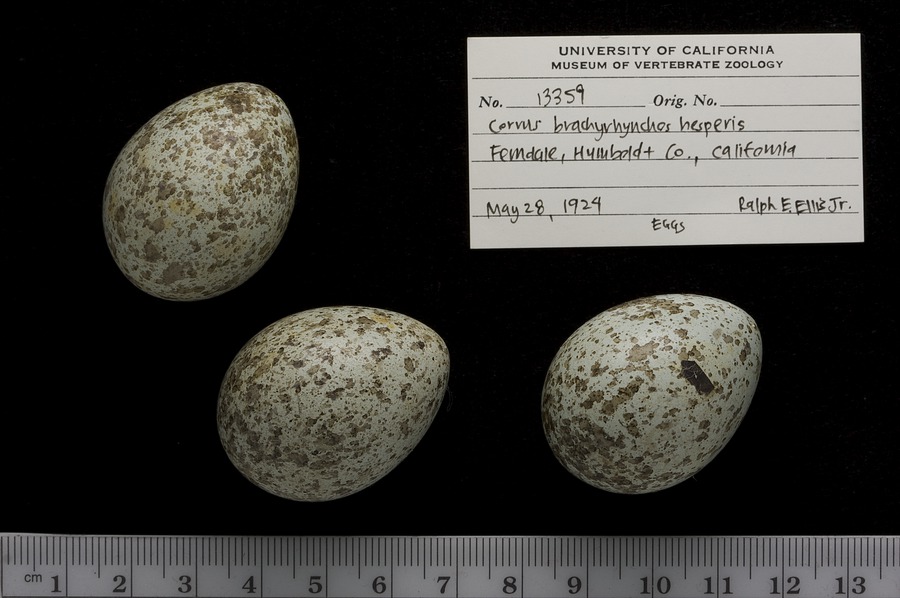 UNIVERSITY OF CALIFORNIA
MUSEUM OF VERTEBRATE ZOOLOGY
No. 13359 Orig. No.
Corvus brachyrhynchos hesperis
Ferndale, Humboldt Co., California
May 28, 1924 Ralph E. Ellis Jr.
Eggs
cm 1 2 3 4 5 6 7 8 9 10 11 12 13